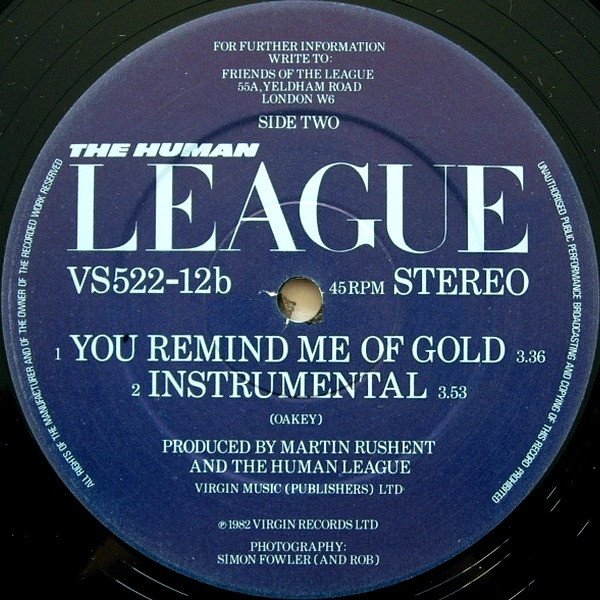 FOR FURTHER INFORMATION
WRITE TO:
FRIENDS OF THE LEAGUE
55A, YELDHAM ROAD
LONDON W6
SIDE TWO
THE HUMAN
LEAGUE
VS522-12b 45RPM STEREO
1 YOU REMIND ME OF GOLD 3.36
2 INSTRUMENTAL 3.53
(OAKEY)
PRODUCED BY MARTIN RUSHENT
AND THE HUMAN LEAGUE
VIRGIN MUSIC (PUBLISHERS) LTD
℗1982 VIRGIN RECORDS LTD
PHOTOGRAPHY:
SIMON FOWLER (AND ROB)
ALL RIGHTS OF THE MANUFACTURER AND OF THE OWNER OF THE RECORDED WORK RESERVED
UNAUTHORISED PUBLIC PERFORMANCE BROADCASTING AND COPYING OF THIS RECORD PROHIBITED